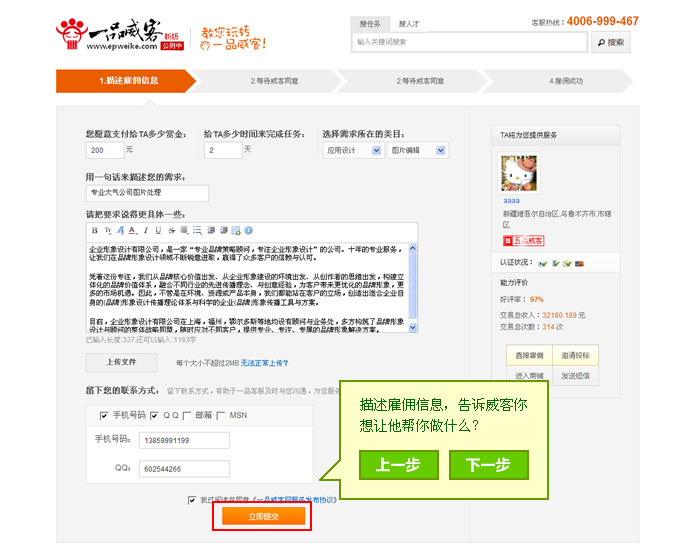 一品威客 新版 公测中
www.epweike.com
教您玩转
一品威客!
搜任务 搜人才
客服热线: 4006-999-467
输入关键词搜索 搜索
1.描述雇佣信息 2.等待威客同意 2.等待威客同意 4.雇佣成功
您愿意支付给TA多少赏金: 给TA多少时间来完成任务: 选择需求所在的类目:
200 元 2 天 应用设计 图片编辑
用一句话来描述您的需求:
专业大气公司图片处理
请把要求说得更具体一些:
企业形象设计有限公司，是一家“专业品牌策略顾问，专注企业形象设计”的公司。十年的专业服务，
让我们在品牌形象设计领域不断锐意进取，赢得了众多客户的信赖与认可。
凭着这份专注，我们从品牌核心价值出发、从企业形象建设的环境出发、从创作者的思维出发，构建立
体化的品牌价值体系，融合不同行业的先进传播理念、与创意经验，为客户带来更优化的品牌形象，更
多的市场机遇。因此，不管是在环境、资源或产品本身，我们都能站在客户的立场，创造出适合企业自
身的(品牌)形象设计传播理论体系与科学的企业(品牌)形象传播工具与方案。
目前，企业形象设计有限公司在上海，福州，鄂尔多斯等地均设有顾问与业务处，多方构筑了品牌形象
设计与顾问的整体战略同盟，随时应对不同客户，提供专业、专注、专属的品牌形象解决方案。
已输入长度:337,还可以输入:1163字
上传文件 每个大小不超过2MB 无法正常上传?
留下您的联系方式: 留下联系方式，有助于一品客服及时与您沟通，为您服务
手机号码 Q Q 邮箱 MSN
手机号码: 13859991199
QQ: 602544266
我已阅读并同意《一品威客网服务发布协议》
立即提交
TA将为您提供服务
aaaa
新疆维吾尔自治区,乌鲁木齐市,市辖
区
五品威客
认证状况:
能力评价
好评率: 97%
交易总收入: 32180.189 元
交易总次数: 314 次
直接雇佣 邀请投标
进入商铺 发送短信
描述雇佣信息，告诉威客你
想让他帮你做什么?
上一步 下一步